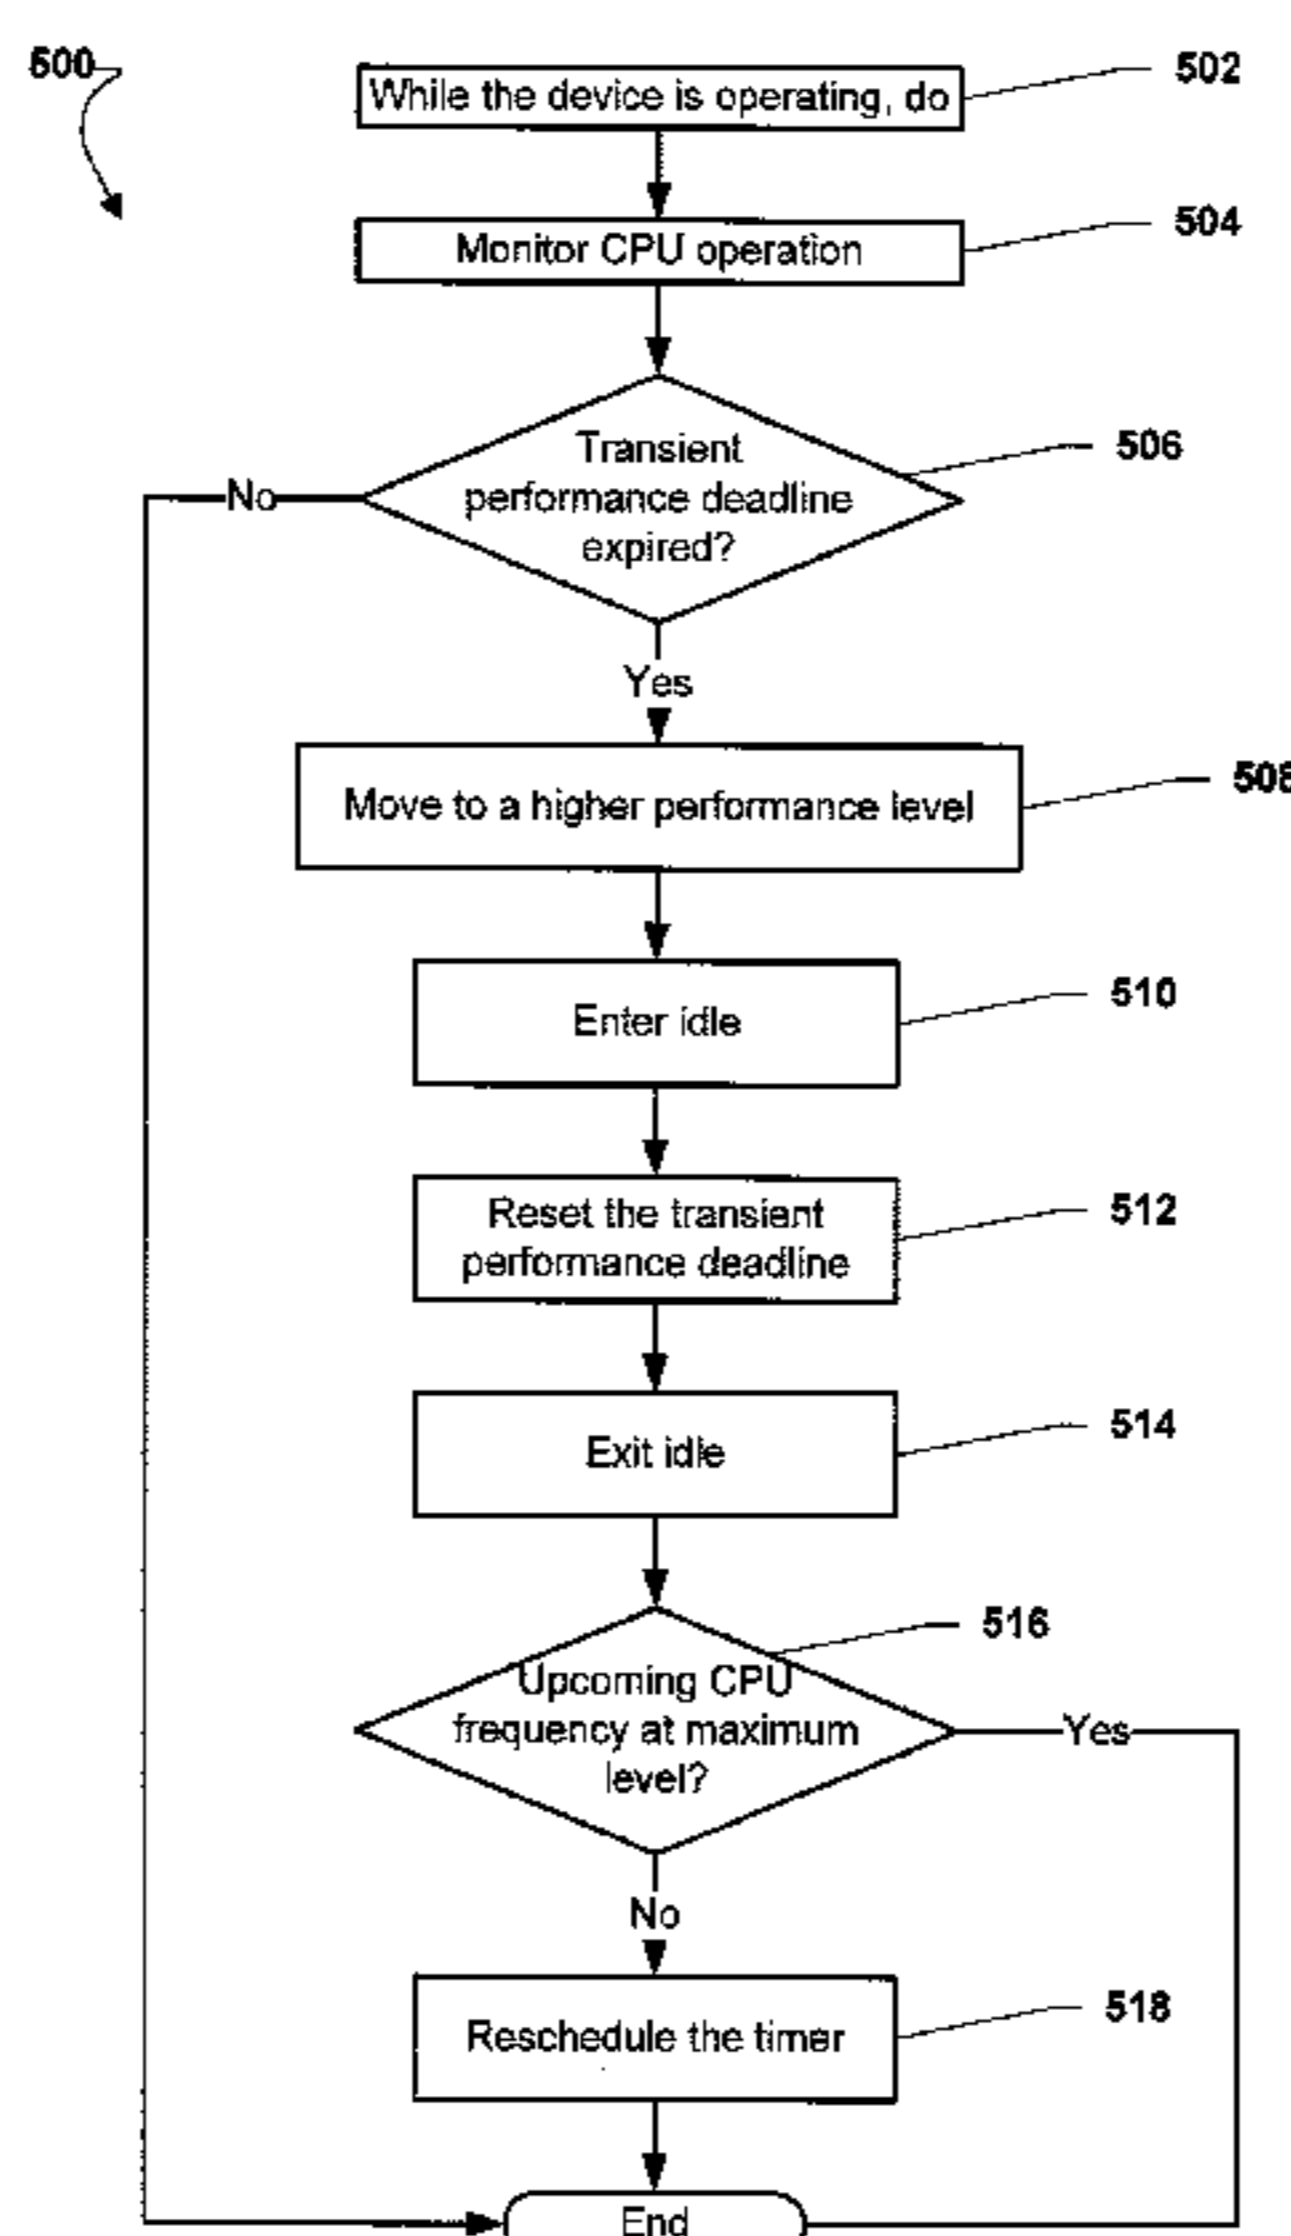 500
While the device is operating, do
502
Monitor CPU operation
504
Transient
performance deadline
expired?
506
No
Yes
Move to a higher performance level
508
Enter idle
510
Reset the transient
performance deadline
512
Exit idle
514
Upcoming CPU
frequency at maximum
level?
516
Yes
No
Reschedule the timer
518
End